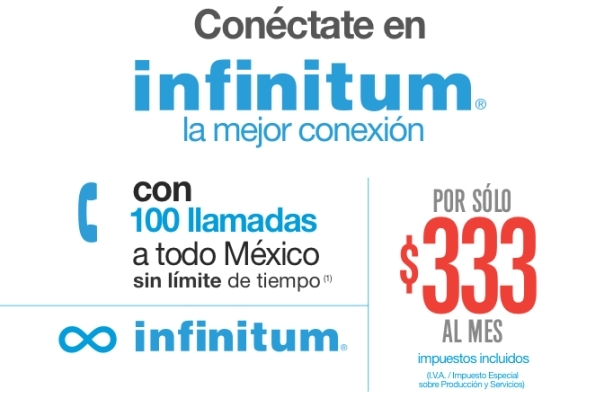 Conéctate en
infinitum®
la mejor conexión
con
100 llamadas
a todo México
sin límite de tiempo (1)
infinitum®
POR SÓLO
$333
AL MES
impuestos incluidos
(I.V.A. / Impuesto Especial
sobre Producción y Servicios)